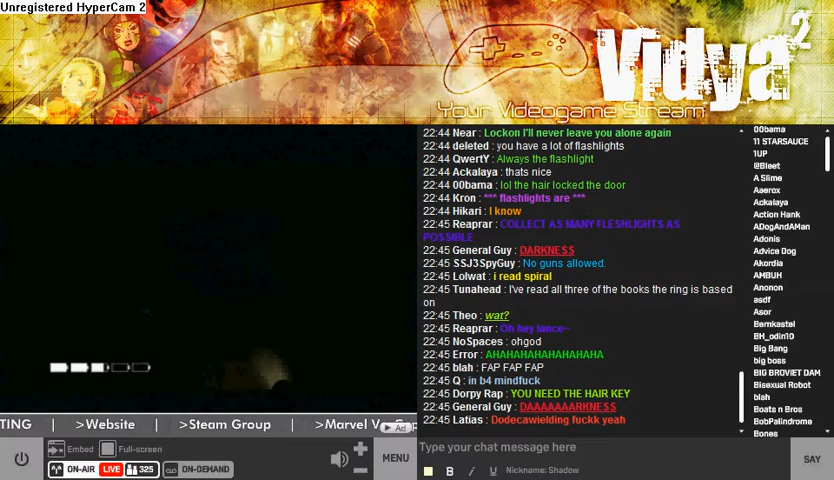 Unregistered HyperCam 2
Vidya2
Your Videogame Stream
22:44 Near: Lockon I'll never leave you alone again
22:44 deleted: you have a lot of flashlights
22:44 QwertY: Always the flashlight
22:44 Ackalaya: thats nice
22:44 00bama: lol the hair locked the door
22:44 Kron: *** flashlights are ***
22:44 Hikari: I know
22:45 Reaprar: COLLECT AS MANY FLESHLIGHTS AS
POSSIBLE
22:45 General Guy: DARKNESS
22:45 SSJ3SpyGuy: No guns allowed.
22:45 Lolwat: i read spiral
22:45 Tunahead: I've read all three of the books the ring is based
on
22:45 Theo: wat?
22:45 Reaprar: Oh hey lance~
22:45 NoSpaces: ohgod
22:45 Error: AHAHAHAHAHAHAHA
22:45 blah: FAP FAP FAP
22:45 Q: in b4 mindfuck
22:45 Dorpy Rap: YOU NEED THE HAIR KEY
22:45 General Guy: DAAAAAAARKNESS
22:45 Latias: Dodecawielding fuckk yeah
00bama
11 STARSAUCE
1UP
@Bleet
A Slime
Aaerox
Ackalaya
Action Hank
ADogAndAMan
Adonis
Advice Dog
Akordia
AMBUH
Anonon
asdf
Asor
Barnkastel
BH_odin10
Big Bang
big boss
BIG BROVIET DAM
Bisexual Robot
blah
Boats n Bros
BobPalindrome
Bones
TING | >Website | >Steam Group | >Marvel Vs Cap
Ad
Embed Full-screen
ON-AIR LIVE 325 ON-DEMAND
MENU
Type your chat message here
B I U Nickname: Shadow
SAY